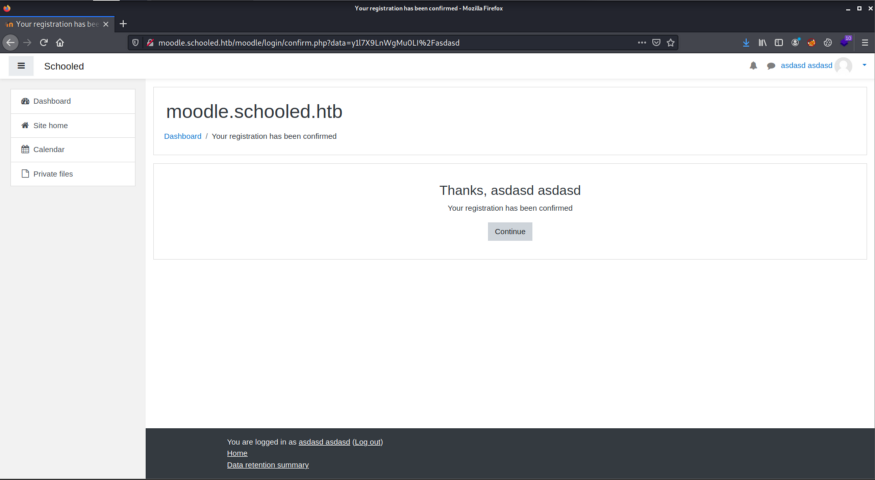 Your registration has been confirmed - Mozilla Firefox
Your registration has be
moodle.schooled.htb/moodle/login/confirm.php?data=y1l7X9LnWgMu0LI%2Fasdasd
Schooled
asdasd asdasd
Dashboard
Site home
Calendar
Private files
moodle.schooled.htb
Dashboard / Your registration has been confirmed
Thanks, asdasd asdasd
Your registration has been confirmed
Continue
You are logged in as asdasd asdasd (Log out)
Home
Data retention summary